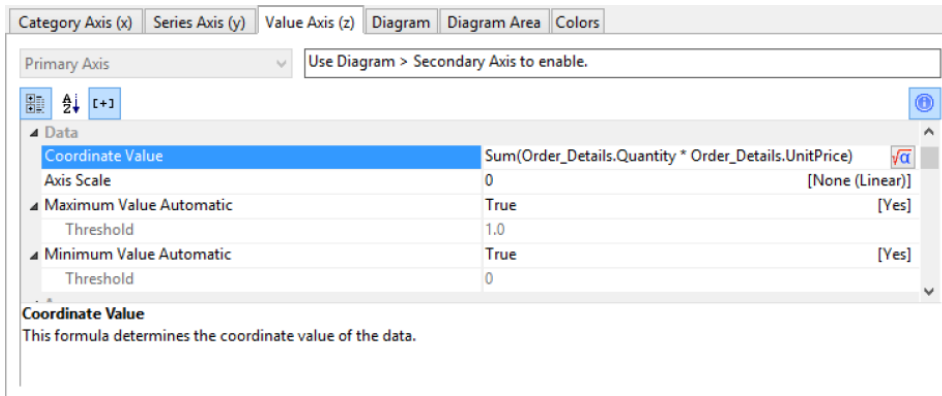 Category Axis (x) Series Axis (y) Value Axis (z) Diagram Diagram Area Colors
Primary Axis Use Diagram > Secondary Axis to enable.
A Z [+]
Data
Coordinate Value Sum(Order_Details.Quantity * Order_Details.UnitPrice) √α
Axis Scale 0 [None (Linear)]
Maximum Value Automatic True [Yes]
Threshold 1.0
Minimum Value Automatic True [Yes]
Threshold 0
Coordinate Value
This formula determines the coordinate value of the data.